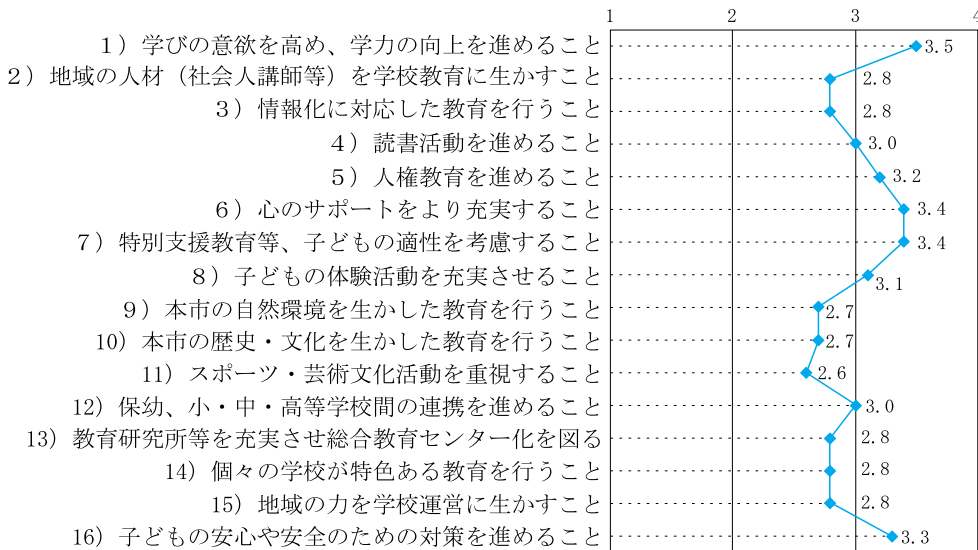 1 2 3 4
1）学びの意欲を高め、学力の向上を進めること 3.5
2）地域の人材（社会人講師等）を学校教育に生かすこと 2.8
3）情報化に対応した教育を行うこと 2.8
4）読書活動を進めること 3.0
5）人権教育を進めること 3.2
6）心のサポートをより充実すること 3.4
7）特別支援教育等、子どもの適性を考慮すること 3.4
8）子どもの体験活動を充実させること 3.1
9）本市の自然環境を生かした教育を行うこと 2.7
10）本市の歴史・文化を生かした教育を行うこと 2.7
11）スポーツ・芸術文化活動を重視すること 2.6
12）保幼、小・中・高等学校間の連携を進めること 3.0
13）教育研究所等を充実させ総合教育センター化を図る 2.8
14）個々の学校が特色ある教育を行うこと 2.8
15）地域の力を学校運営に生かすこと 2.8
16）子どもの安心や安全のための対策を進めること 3.3